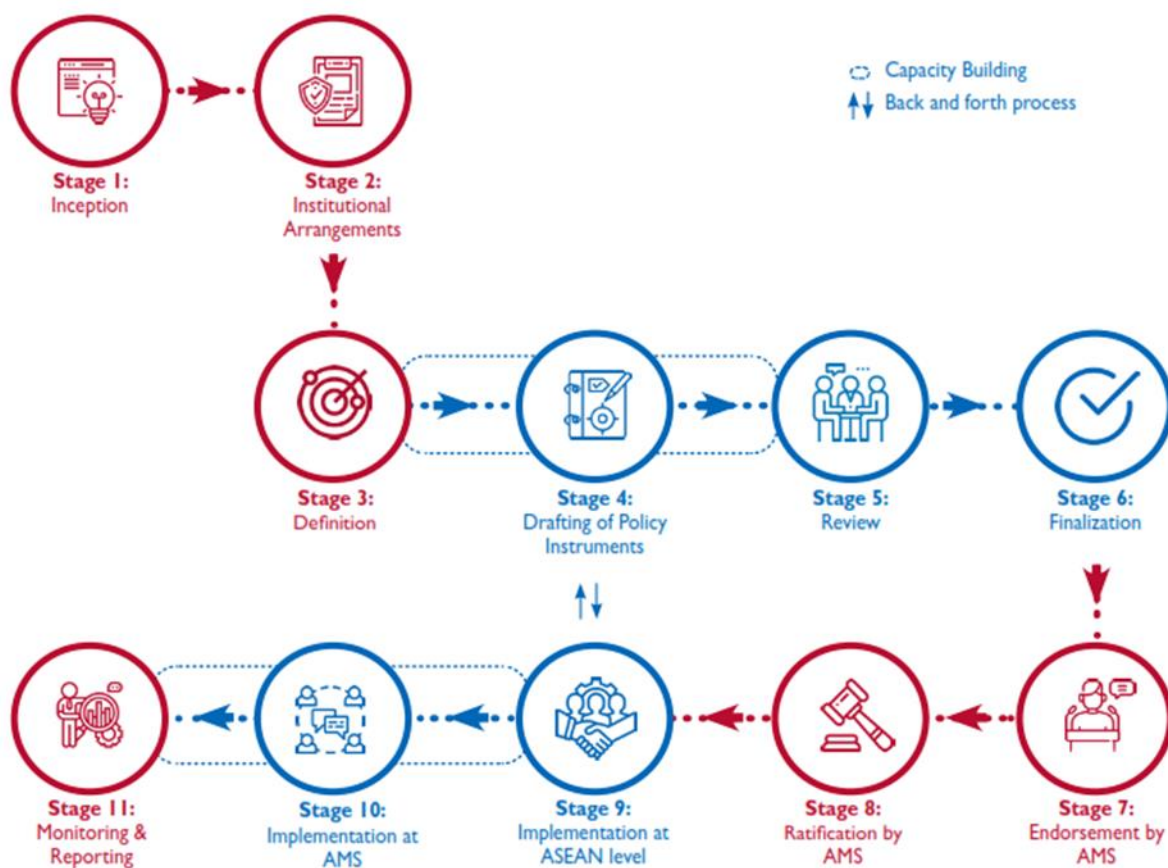 Capacity Building
Back and forth process
Stage 1:
Inception
Stage 2:
Institutional
Arrangements
Stage 3:
Definition
Stage 4:
Drafting of Policy
Instruments
Stage 5:
Review
Stage 6:
Finalization
Stage 11:
Monitoring &
Reporting
Stage 10:
Implementation at
AMS
Stage 9:
Implementation at
ASEAN level
Stage 8:
Ratification by
AMS
Stage 7:
Endorsement by
AMS